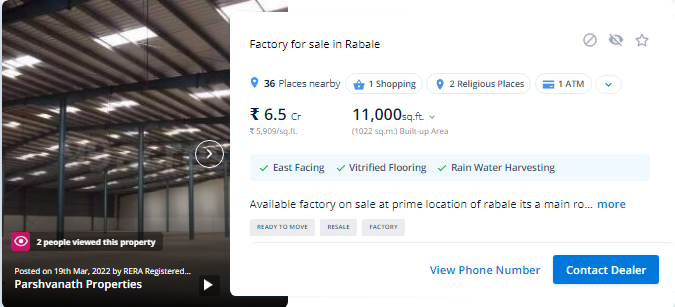 Factory for sale in Rabale
36 Places nearby
1 Shopping
2 Religious Places
1 ATM
₹ 6.5 Cr
₹ 5,909/sq.ft.
11,000sq.ft.
(1022 sq.m.) Built-up Area
East Facing
Vitrified Flooring
Rain Water Harvesting
Available factory on sale at prime location of rabale its a main ro... more
READY TO MOVE
RESALE
FACTORY
2 people viewed this property
Posted on 19th Mar, 2022 by RERA Registered...
Parshvanath Properties
View Phone Number
Contact Dealer